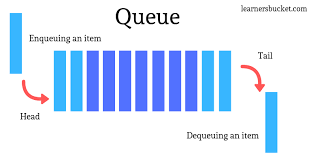 learnersbucket.com
Queue
Enqueuing an item
Tail
Head
Dequeuing an item